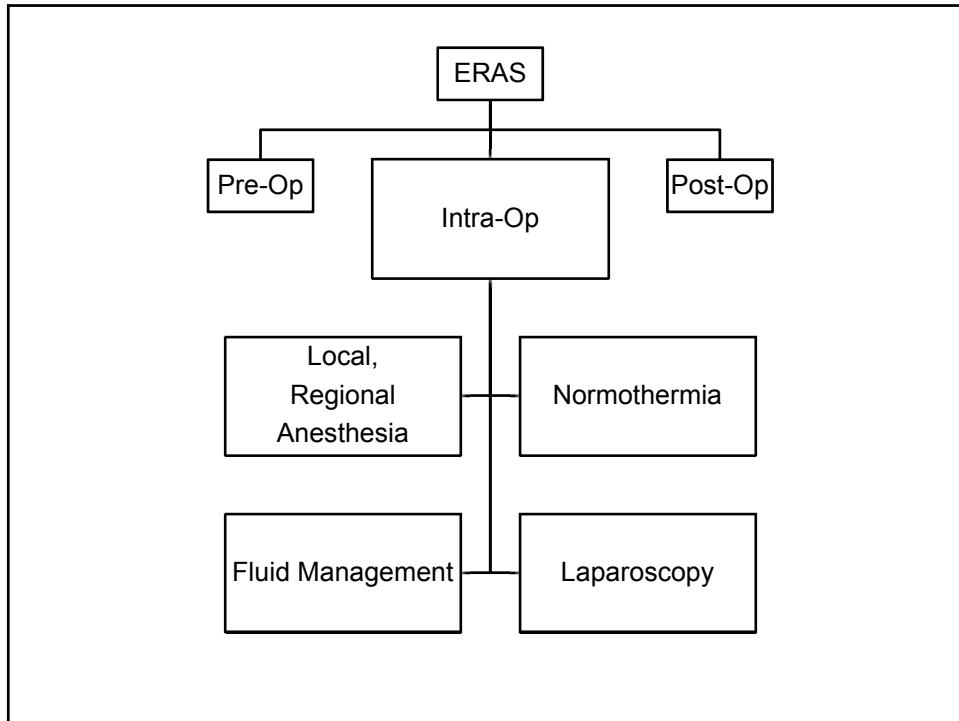 ERAS
Pre-Op
Intra-Op
Post-Op
Local,
Regional
Anesthesia
Normothermia
Fluid Management
Laparoscopy